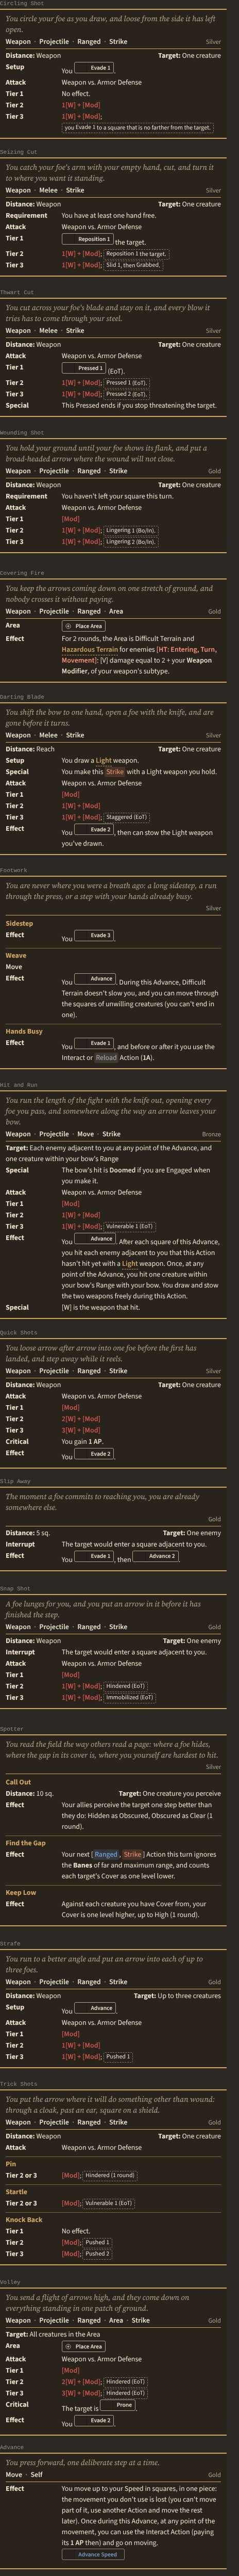 Circling Shot
You circle your foe as you draw, and loose from the side it has left
open.
Weapon · Projectile · Ranged · Strike Silver
Distance: Weapon Target: One creature
Setup You Evade 1.
Attack Weapon vs. Armor Defense
Tier 1 No effect.
Tier 2 1[W] + [Mod]
Tier 3 1[W] + [Mod];
you Evade 1 to a square that is no farther from the target.
Seizing Cut
You catch your foe's arm with your empty hand, cut, and turn it
to where you want it standing.
Weapon · Melee · Strike Silver
Distance: Weapon Target: One creature
Requirement You have at least one hand free.
Attack Weapon vs. Armor Defense
Tier 1 Reposition 1 the target.
Tier 2 1[W] + [Mod]; Reposition 1 the target.
Tier 3 1[W] + [Mod]; Slid 1, then Grabbed.
Thwart Cut
You cut across your foe's blade and stay on it, and every blow it
tries has to come through your steel.
Weapon · Melee · Strike Silver
Distance: Weapon Target: One creature
Attack Weapon vs. Armor Defense
Tier 1 Pressed 1 (EoT).
Tier 2 1[W] + [Mod]; Pressed 1 (EoT).
Tier 3 1[W] + [Mod]; Pressed 2 (EoT).
Special This Pressed ends if you stop threatening the target.
Wounding Shot
You hold your ground until your foe shows its flank, and put a
broad-headed arrow where the wound will not close.
Weapon · Projectile · Ranged · Strike Gold
Distance: Weapon Target: One creature
Requirement You haven't left your square this turn.
Attack Weapon vs. Armor Defense
Tier 1 [Mod]
Tier 2 1[W] + [Mod]; Lingering 1 (Bo/In).
Tier 3 1[W] + [Mod]; Lingering 2 (Bo/In).
Covering Fire
You keep the arrows coming down on one stretch of ground, and
nobody crosses it without paying.
Weapon · Projectile · Ranged · Area Gold
Area Place Area
Effect For 2 rounds, the Area is Difficult Terrain and
Hazardous Terrain for enemies [HT: Entering, Turn,
Movement]: [V] damage equal to 2 + your Weapon
Modifier, of your weapon's subtype.
Darting Blade
You shift the bow to one hand, open a foe with the knife, and are
gone before it turns.
Weapon · Melee · Strike Silver
Distance: Reach Target: One creature
Setup You draw a Light weapon.
Special You make this Strike with a Light Weapon you hold.
Attack Weapon vs. Armor Defense
Tier 1 [Mod]
Tier 2 1[W] + [Mod]
Tier 3 1[W] + [Mod]; Staggered (EoT)
Effect You Evade 2, then can stow the Light weapon
you've drawn.
Footwork
You are never where you were a breath ago: a long sidestep, a run
through the press, or a step with your hands already busy.
Silver
Sidestep
Effect You Evade 3.
Weave
Move
Effect You Advance. During this Advance, Difficult
Terrain doesn't slow you, and you can move through
the squares of unwilling creatures (you can't end in
one).
Hands Busy
Effect You Evade 1, and before or after it you use the
Interact or Reload Action (1A).
Hit and Run
You run the length of the fight with the knife out, opening every
foe you pass, and somewhere along the way an arrow leaves your
bow.
Weapon · Projectile · Move · Strike Bronze
Target: Each enemy adjacent to you at any point of the Advance, and
one creature within your bow's Range
Special The bow's hit is Doomed if you are Engaged when
you make it.
Attack Weapon vs. Armor Defense
Tier 1 [Mod]
Tier 2 1[W] + [Mod]
Tier 3 1[W] + [Mod]; Vulnerable 1 (EoT)
Effect You Advance. After each square of this Advance,
you hit each enemy adjacent to you that this Action
hasn't hit yet with a Light weapon. Once, at any
point of the Advance, you hit one creature within
your bow's Range with your bow. You draw and stow
the two weapons freely during this Action.
Special [W] is the weapon that hit.
Quick Shots
You loose arrow after arrow into one foe before the first has
landed, and step away while it reels.
Weapon · Projectile · Ranged · Strike Silver
Distance: Weapon Target: One creature
Attack Weapon vs. Armor Defense
Tier 1 [Mod]
Tier 2 2[W] + [Mod]
Tier 3 3[W] + [Mod]
Critical You gain 1 AP.
Effect You Evade 2.
Slip Away
The moment a foe commits to reaching you, you are already
somewhere else.
Gold
Distance: 5 sq. Target: One enemy
Interrupt The target would enter a square adjacent to you.
Effect You Evade 1, then Advance 2.
Snap Shot
A foe lunges for you, and you put an arrow in it before it has
finished the step.
Weapon · Projectile · Ranged · Strike Gold
Distance: Weapon Target: One enemy
Interrupt The target would enter a square adjacent to you.
Attack Weapon vs. Armor Defense
Tier 1 [Mod]
Tier 2 1[W] + [Mod]; Hindered (EoT)
Tier 3 1[W] + [Mod]; Immobilized (EoT)
Spotter
You read the field the way others read a page: where a foe hides,
where the gap in its cover is, where you yourself are hardest to hit.
Silver
Call Out
Distance: 10 sq. Target: One creature you perceive
Effect Your allies perceive the target one step better than
they do: Hidden as Obscured, Obscured as Clear (1
round).
Find the Gap
Effect Your next [Ranged, Strike] Action this turn ignores
the Banes of far and maximum range, and counts
each target's Cover as one level lower.
Keep Low
Effect Against each creature you have Cover from, your
Cover is one level higher, up to High (1 round).
Strafe
You run to a better angle and put an arrow into each of up to
three foes.
Weapon · Projectile · Ranged · Strike Silver
Distance: Weapon Target: Up to three creatures
Setup You Advance.
Attack Weapon vs. Armor Defense
Tier 1 [Mod]
Tier 2 1[W] + [Mod]
Tier 3 1[W] + [Mod]; Pushed 1
Trick Shots
You put the arrow where it will do something other than wound:
through a cloak, past an ear, square on a shield.
Weapon · Projectile · Ranged · Strike Gold
Distance: Weapon Target: One creature
Attack Weapon vs. Armor Defense
Pin
Tier 2 or 3 [Mod]; Hindered (1 round)
Startle
Tier 2 or 3 [Mod]; Vulnerable 1 (EoT)
Knock Back
Tier 1 No effect.
Tier 2 [Mod]; Pushed 1
Tier 3 [Mod]; Pushed 2
Volley
You send a flight of arrows high, and they come down on
everything standing in one patch of ground.
Weapon · Projectile · Ranged · Area · Strike Gold
Target: All creatures in the Area
Area Place Area
Attack Weapon vs. Armor Defense
Tier 1 [Mod]
Tier 2 2[W] + [Mod]; Hindered (EoT)
Tier 3 3[W] + [Mod]; Hindered (EoT)
Critical The target is Prone.
Effect You Evade 2.
Advance
You press forward, one deliberate step at a time.
Move · Self Gold
Effect You move up to your Speed in squares, in one piece:
the movement you don't use is lost (you can't move
part of it, use another Action and move the rest
later). Once during this Advance, at any point of the
movement, you can use the Interact Action (paying
its 1 AP then) and go on moving.
Advance Speed